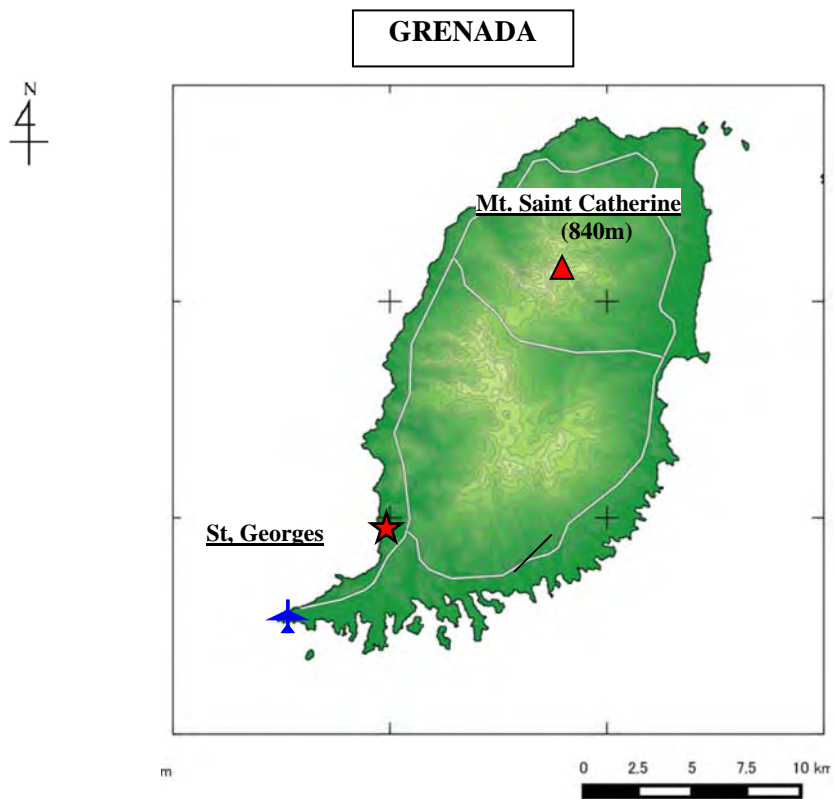 GRENADA
N
Mt. Saint Catherine
(840m)
St, Georges
m
0 2.5 5 7.5 10 km